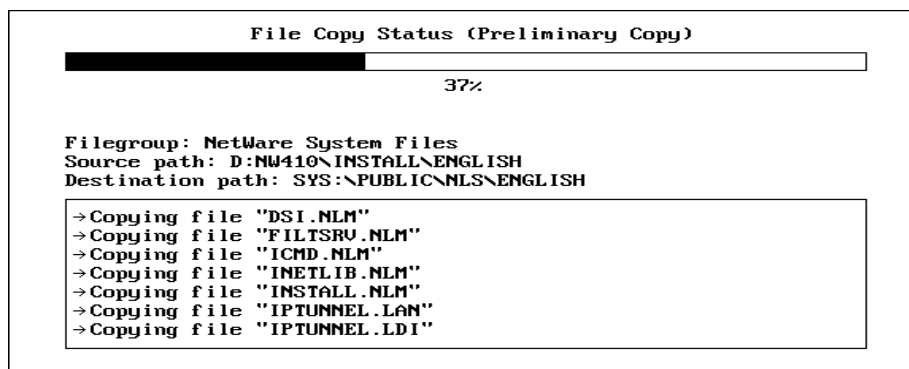 File Copy Status (Preliminary Copy)
37%
Filegroup: NetWare System Files
Source path: D:NW410\INSTALL\ENGLISH
Destination path: SYS:\PUBLIC\NLS\ENGLISH
→Copying file "DSI.NLM"
→Copying file "FILTSRV.NLM"
→Copying file "ICMD.NLM"
→Copying file "INETLIB.NLM"
→Copying file "INSTALL.NLM"
→Copying file "IPTUNNEL.LAN"
→Copying file "IPTUNNEL.LDI"